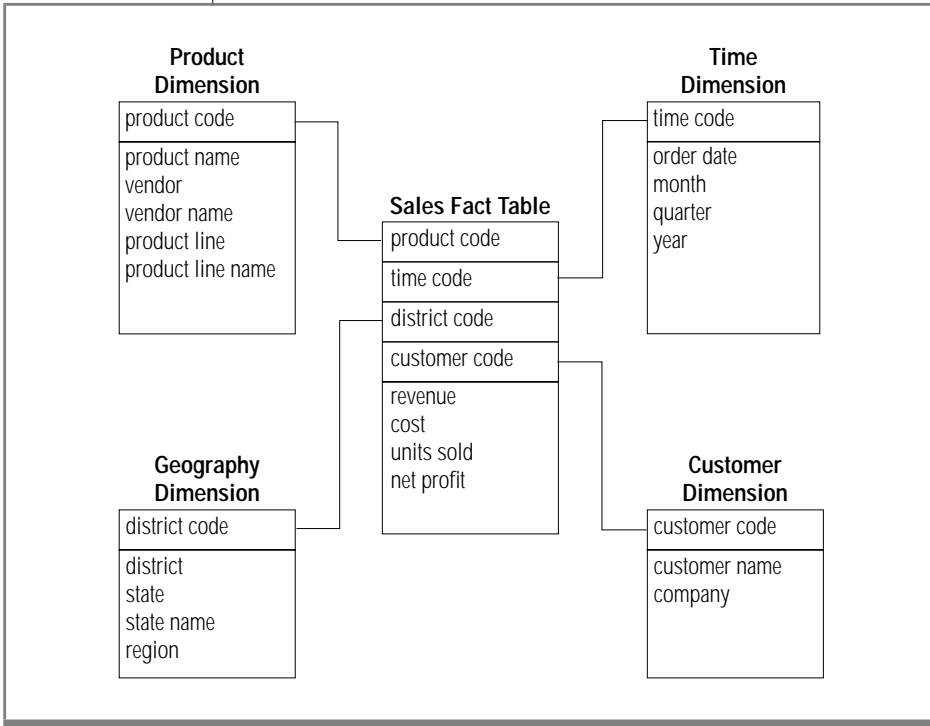 Product
Dimension
product code
product name
vendor
vendor name
product line
product line name
Time
Dimension
time code
order date
month
quarter
year
Sales Fact Table
product code
time code
district code
customer code
revenue
cost
units sold
net profit
Geography
Dimension
district code
district
state
state name
region
Customer
Dimension
customer code
customer name
company